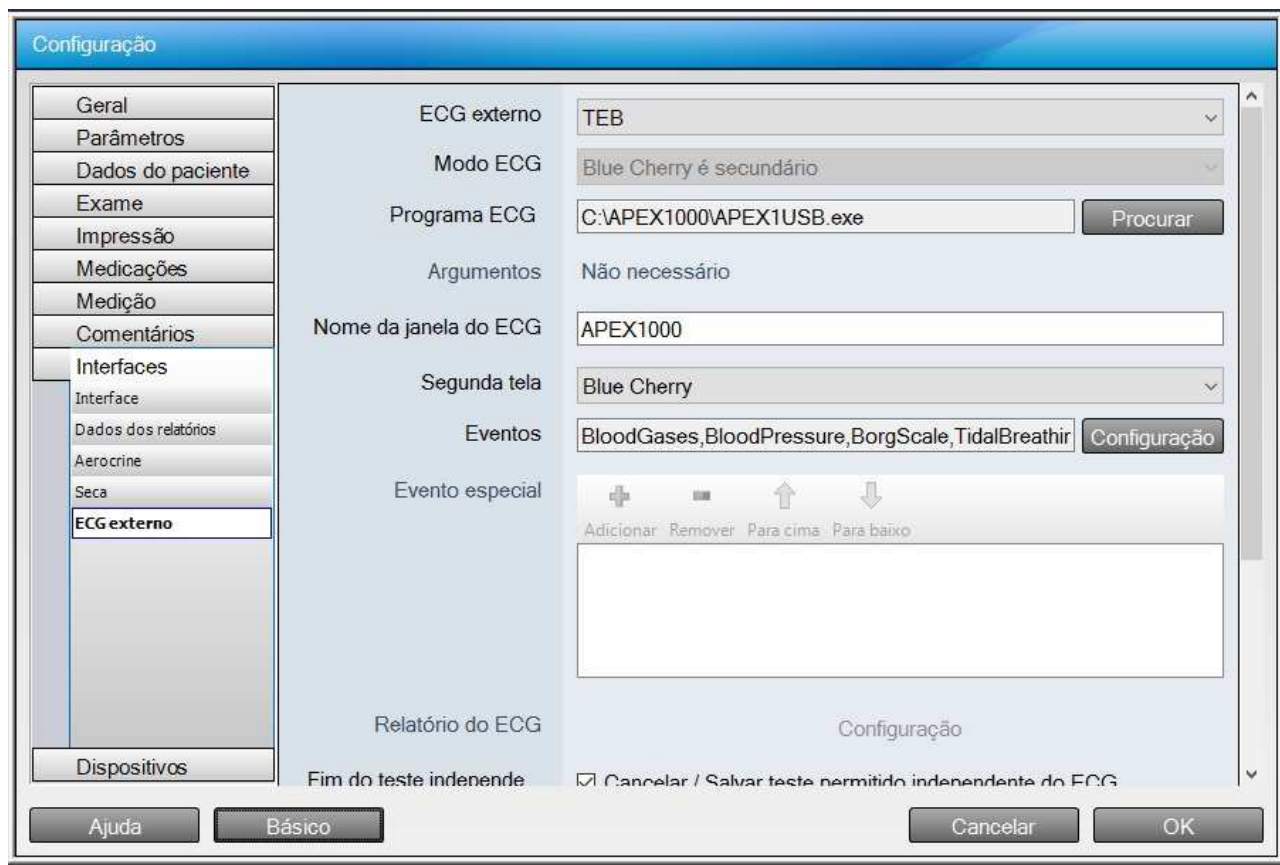 Configuração
Geral
Parâmetros
Dados do paciente
Exame
Impressão
Medicações
Medição
Comentários
Interfaces
Interface
Dados dos relatórios
Aerocrine
Seca
ECG externo
Dispositivos
ECG externo TEB
Modo ECG Blue Cherry é secundário
Programa ECG C:\APEX1000\APEX1USB.exe Procurar
Argumentos Não necessário
Nome da janela do ECG APEX1000
Segunda tela Blue Cherry
Eventos BloodGases,BloodPressure,BorgScale,TidalBreathir Configuração
Evento especial
Adicionar Remover Para cima Para baixo
Relatório do ECG Configuração
Fim do teste independe Cancelar / Salvar teste permitido independente do ECG
Ajuda Básico Cancelar OK